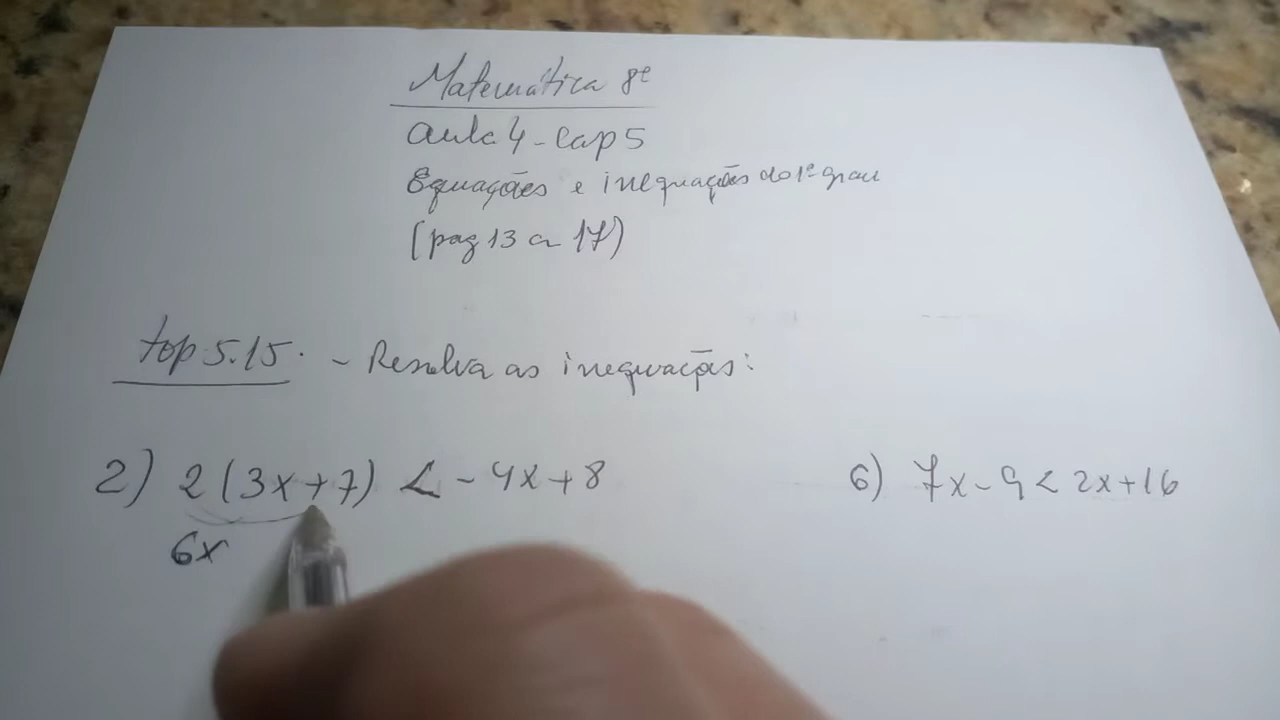 Matemática 8º
Aula 4 - Cap 5
Equações e inequações do 1º grau
(pag 13 a 17)
top 5.15. - Resolva as inequações:
2) 2(3x+7) < -4x+8
6x
6) 7x-9<2x+16